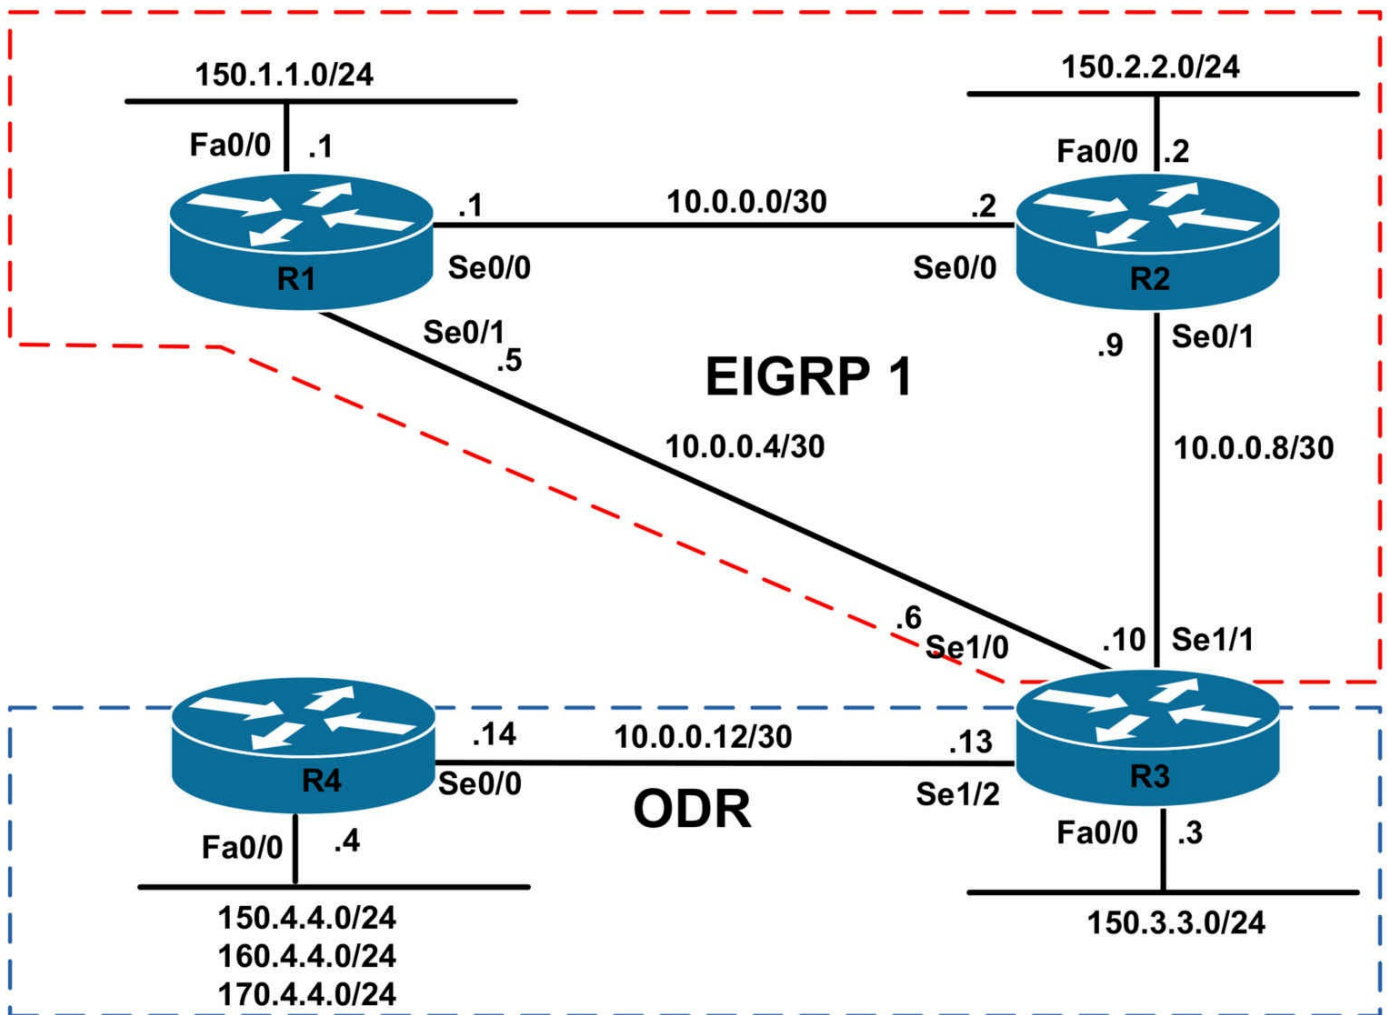 150.1.1.0/24
150.2.2.0/24
Fa0/0 .1
Fa0/0 .2
.1 10.0.0.0/30 .2
Se0/0 Se0/0
R1 R2
Se0/1 .9 Se0/1
.5
EIGRP 1
10.0.0.4/30 10.0.0.8/30
.6 .10 Se1/1
Se1/0
.14 10.0.0.12/30 .13
R4 Se0/0 Se1/2 R3
ODR
Fa0/0 .4 Fa0/0 .3
150.4.4.0/24 150.3.3.0/24
160.4.4.0/24
170.4.4.0/24